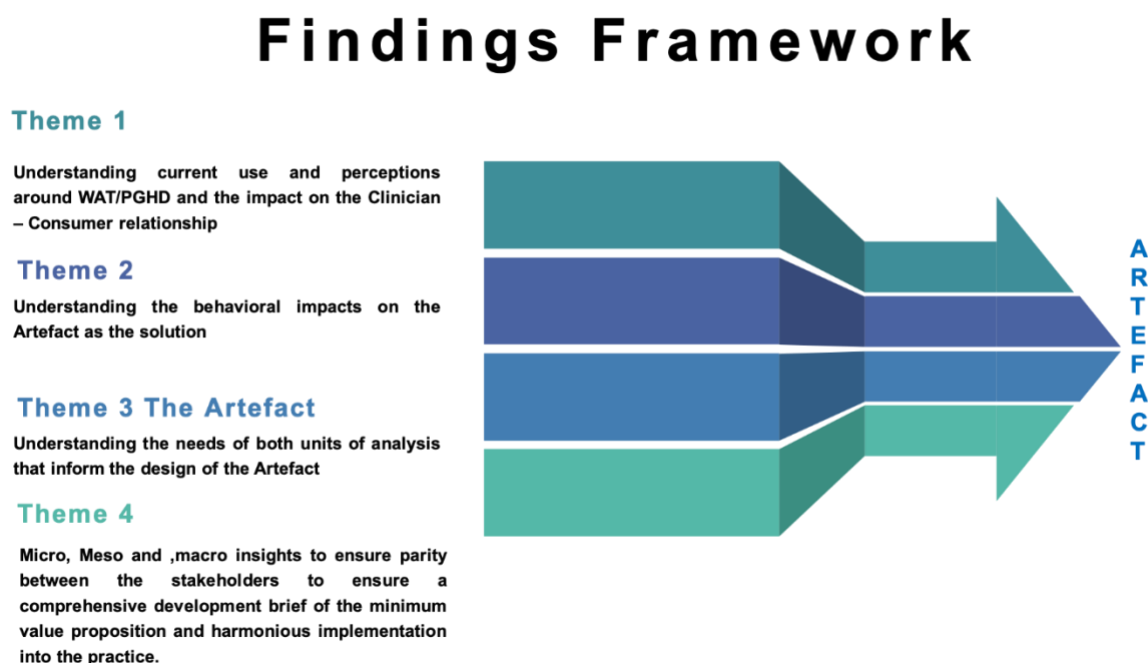 Findings Framework
Theme 1
Understanding current use and perceptions
around WAT/PGHD and the impact on the Clinician
– Consumer relationship
Theme 2
Understanding the behavioral impacts on the
Artefact as the solution
Theme 3 The Artefact
Understanding the needs of both units of analysis
that inform the design of the Artefact
Theme 4
Micro, Meso and ,macro insights to ensure parity
between the stakeholders to ensure a
comprehensive development brief of the minimum
value proposition and harmonious implementation
into the practice.
ARTEFACT